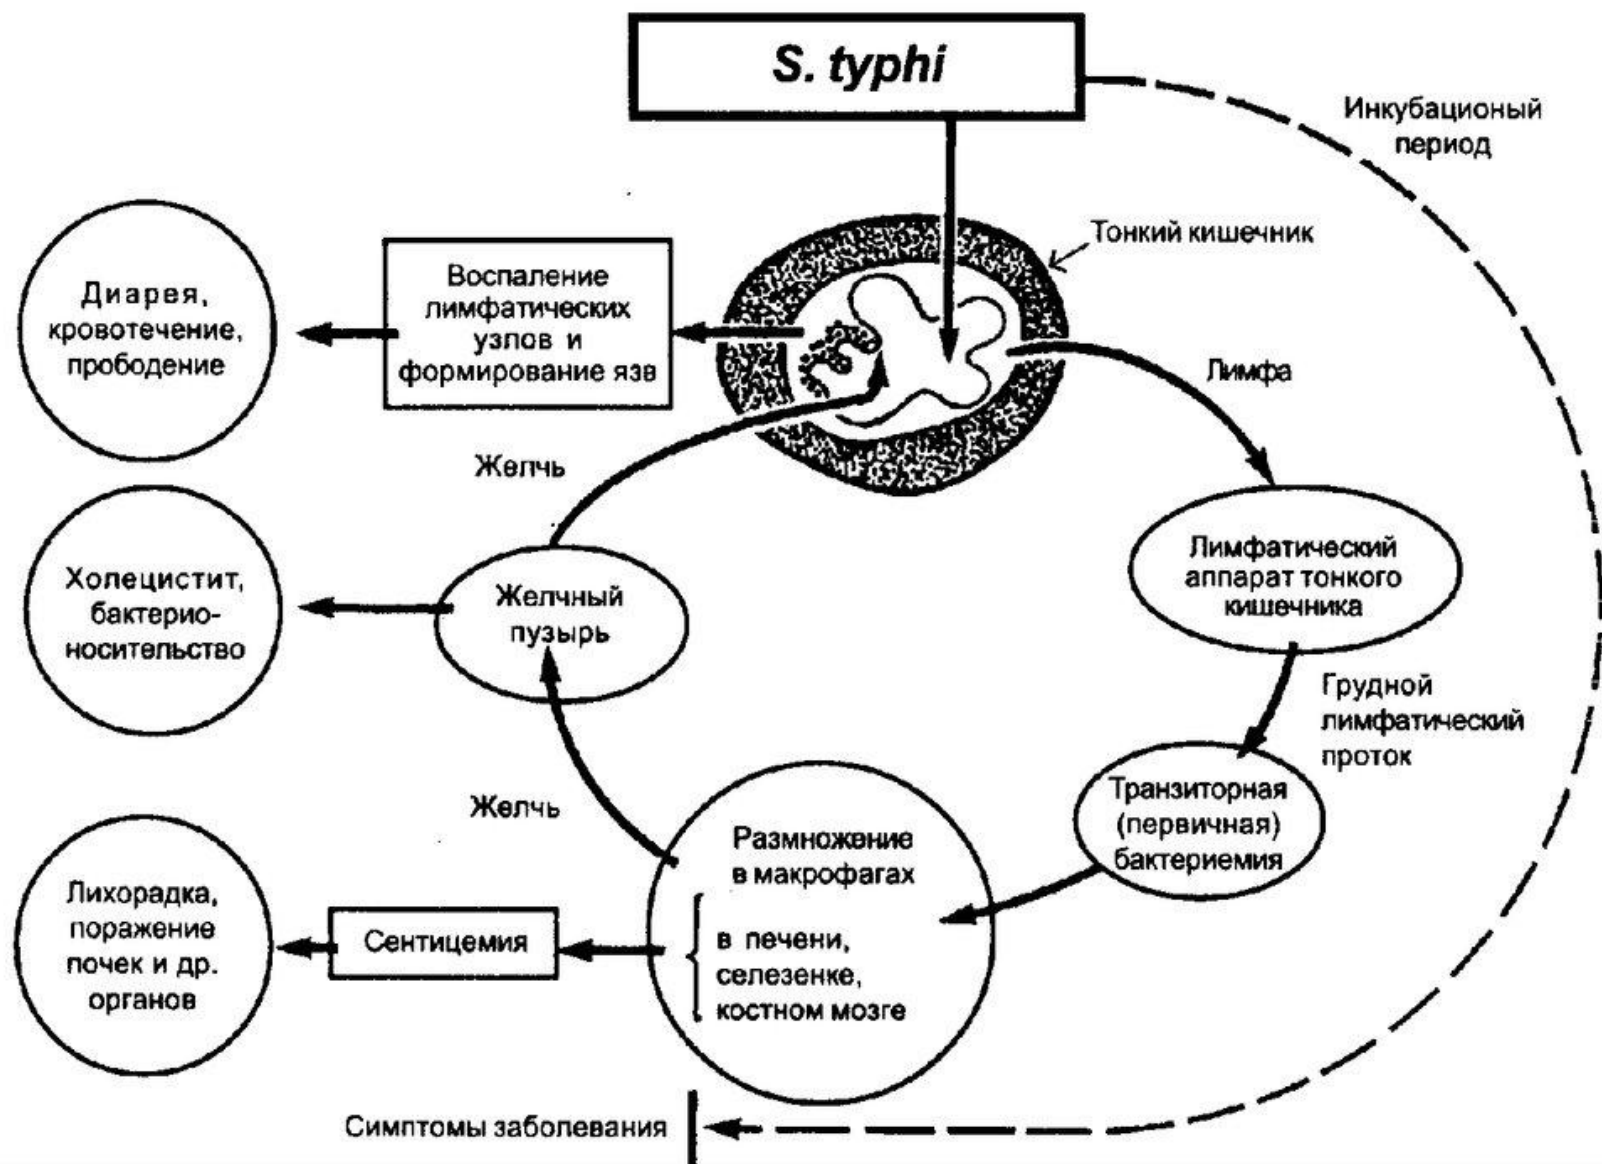 S. typhi
Инкубационый
период
Тонкий кишечник
Воспаление
лимфатических
узлов и
формирование язв
Диарея,
кровотечение,
прободение
Лимфа
Желчь
Лимфатический
аппарат тонкого
кишечника
Желчный
пузырь
Холецистит,
бактерио-
носительство
Грудной
лимфатический
проток
Транзиторная
(первичная)
бактериемия
Желчь
Размножение
в макрофагах
в печени,
селезенке,
костном мозге
Сентицемия
Лихорадка,
поражение
почек и др.
органов
Симптомы заболевания